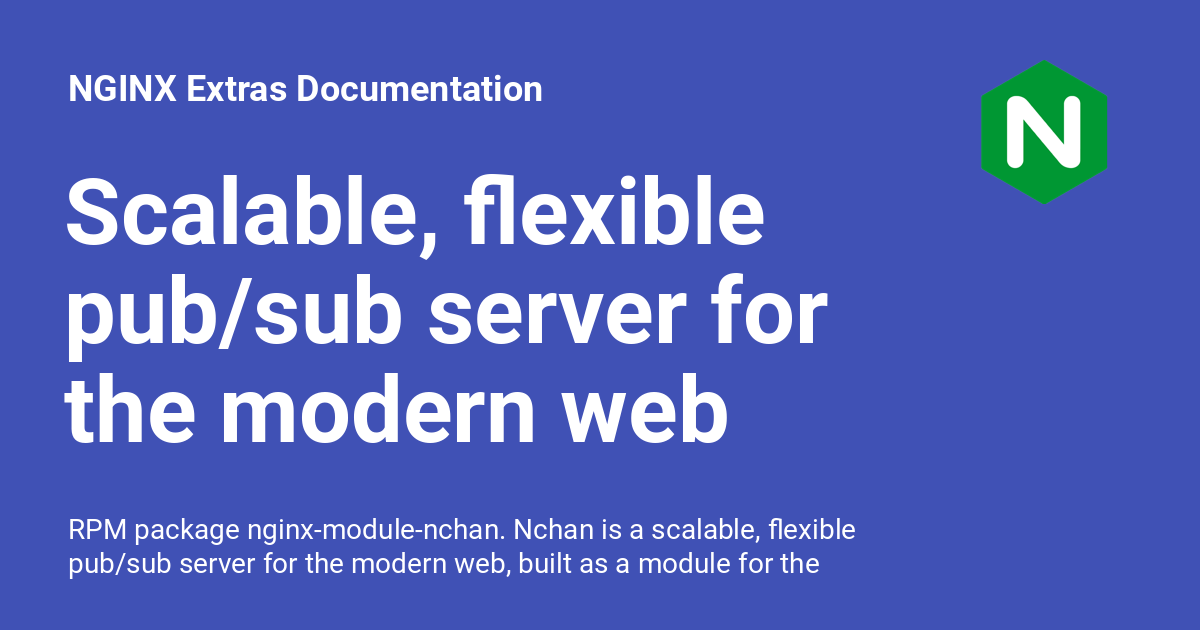 NGINX Extras Documentation
N
Scalable, flexible
pub/sub server for
the modern web
RPM package nginx-module-nchan. Nchan is a scalable, flexible
pub/sub server for the modern web, built as a module for the